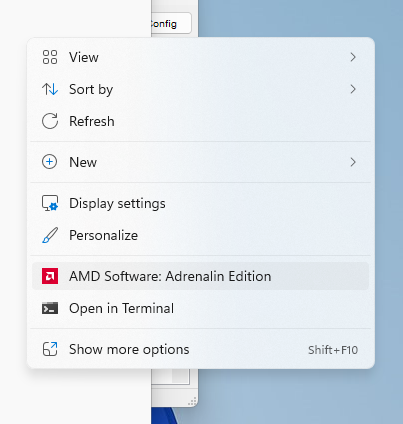 Config
View
Sort by
Refresh
New
Display settings
Personalize
AMD Software: Adrenalin Edition
Open in Terminal
Show more options Shift+F10